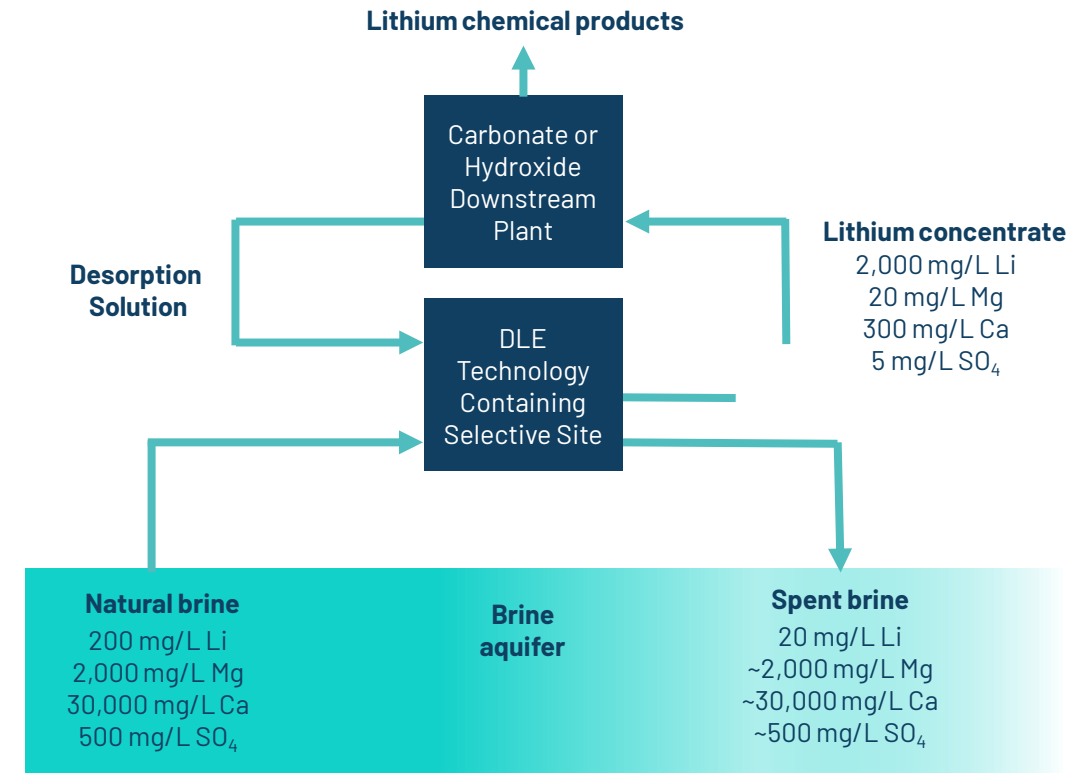 Lithium chemical products
Carbonate or
Hydroxide
Downstream
Plant
Desorption
Solution
Lithium concentrate
2,000 mg/L Li
20 mg/L Mg
300 mg/L Ca
5 mg/L SO₄
DLE
Technology
Containing
Selective Site
Natural brine
200 mg/L Li
2,000 mg/L Mg
30,000 mg/L Ca
500 mg/L SO₄
Brine
aquifer
Spent brine
20 mg/L Li
~2,000 mg/L Mg
~30,000 mg/L Ca
~500 mg/L SO₄